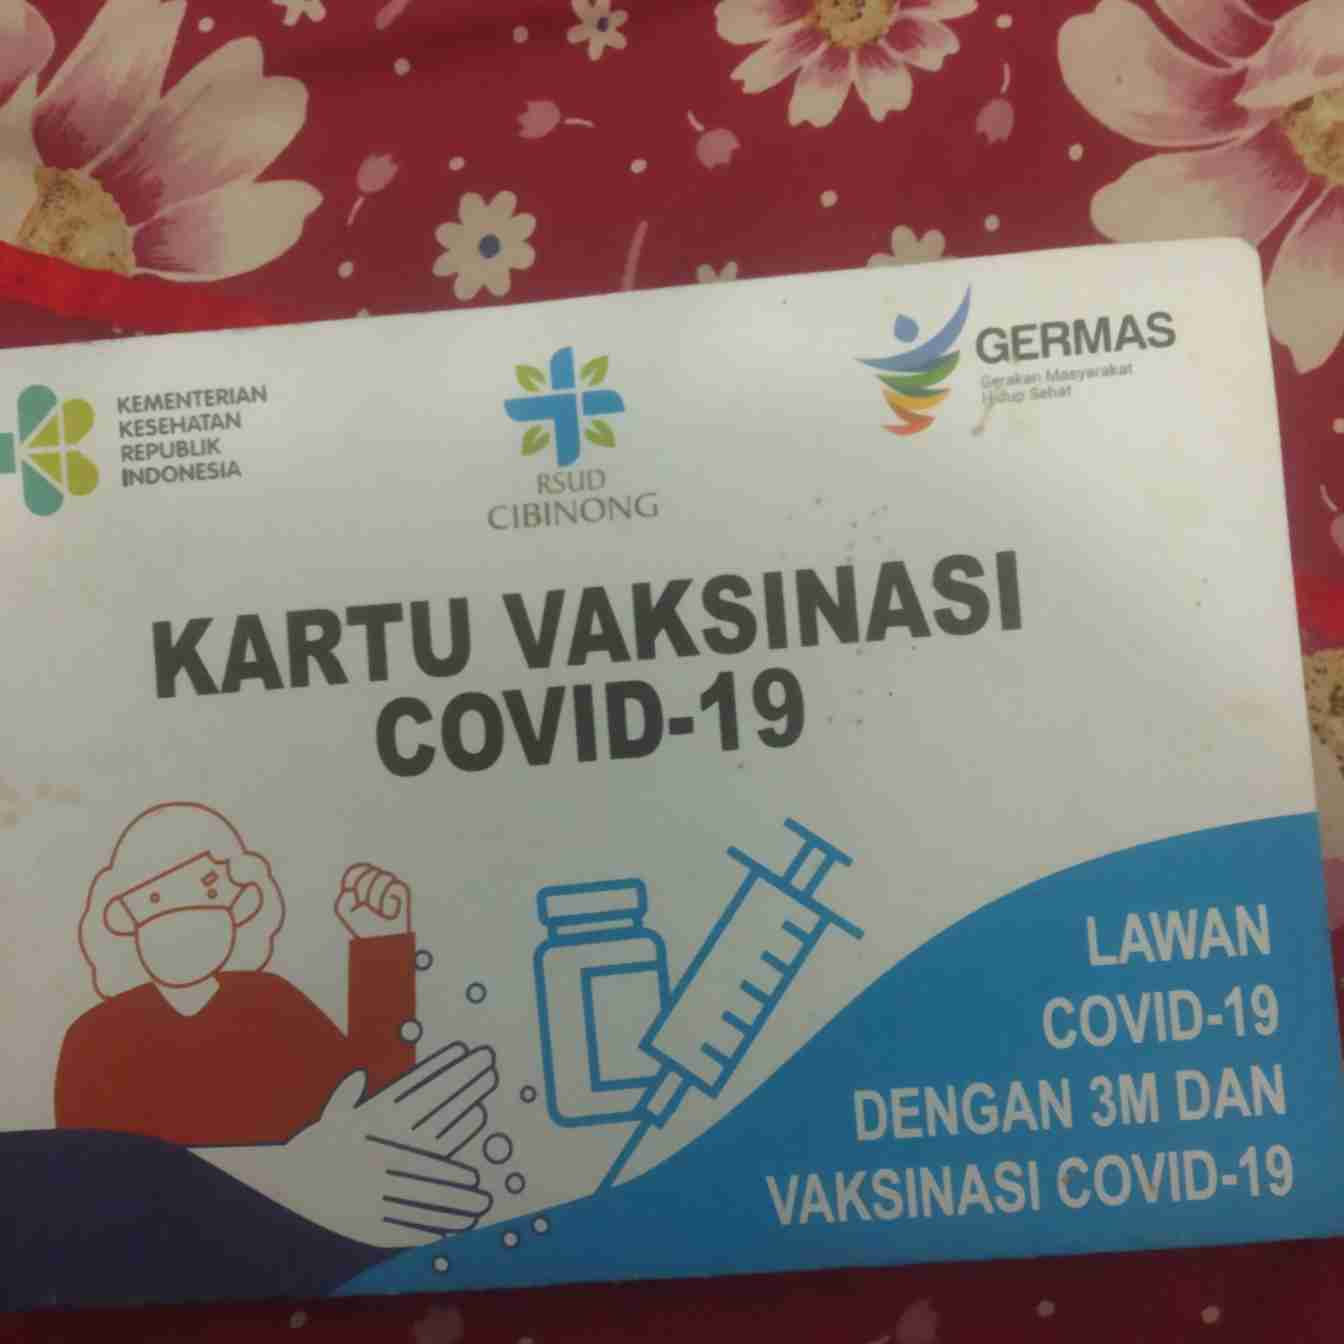 KEMENTERIAN
KESEHATAN
REPUBLIK
INDONESIA
RSUD
CIBINONG
GERMAS
Gerakan Masyarakat
Hidup Sehat
KARTU VAKSINASI
COVID-19
LAWAN
COVID-19
DENGAN 3M DAN
VAKSINASI COVID-19